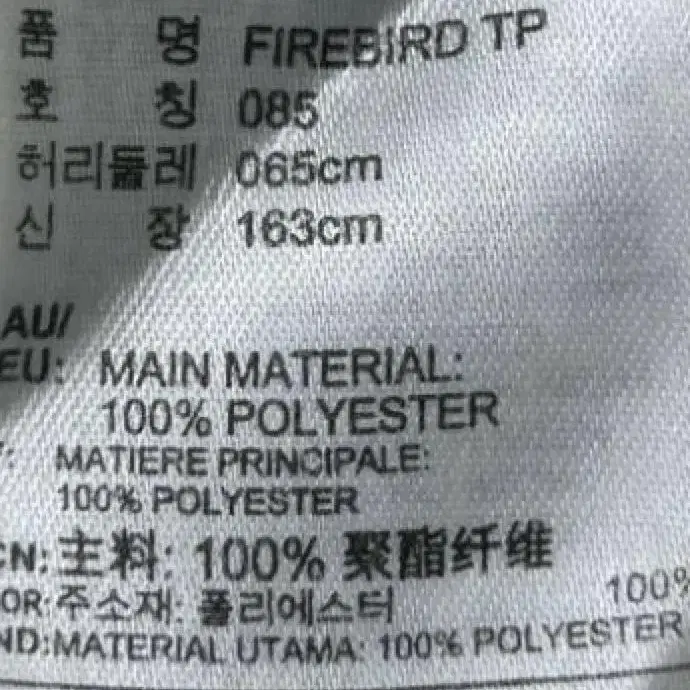 품 명 FIREBIRD TP
호 칭 085
허리둘레 065cm
신 장 163cm
AU/
EU: MAIN MATERIAL:
100% POLYESTER
MATIERE PRINCIPALE:
100% POLYESTER
CN: 主料: 100% 聚酯纤维
OR: 주소재: 폴리에스터 100%
ND: MATERIAL UTAMA: 100% POLYESTER